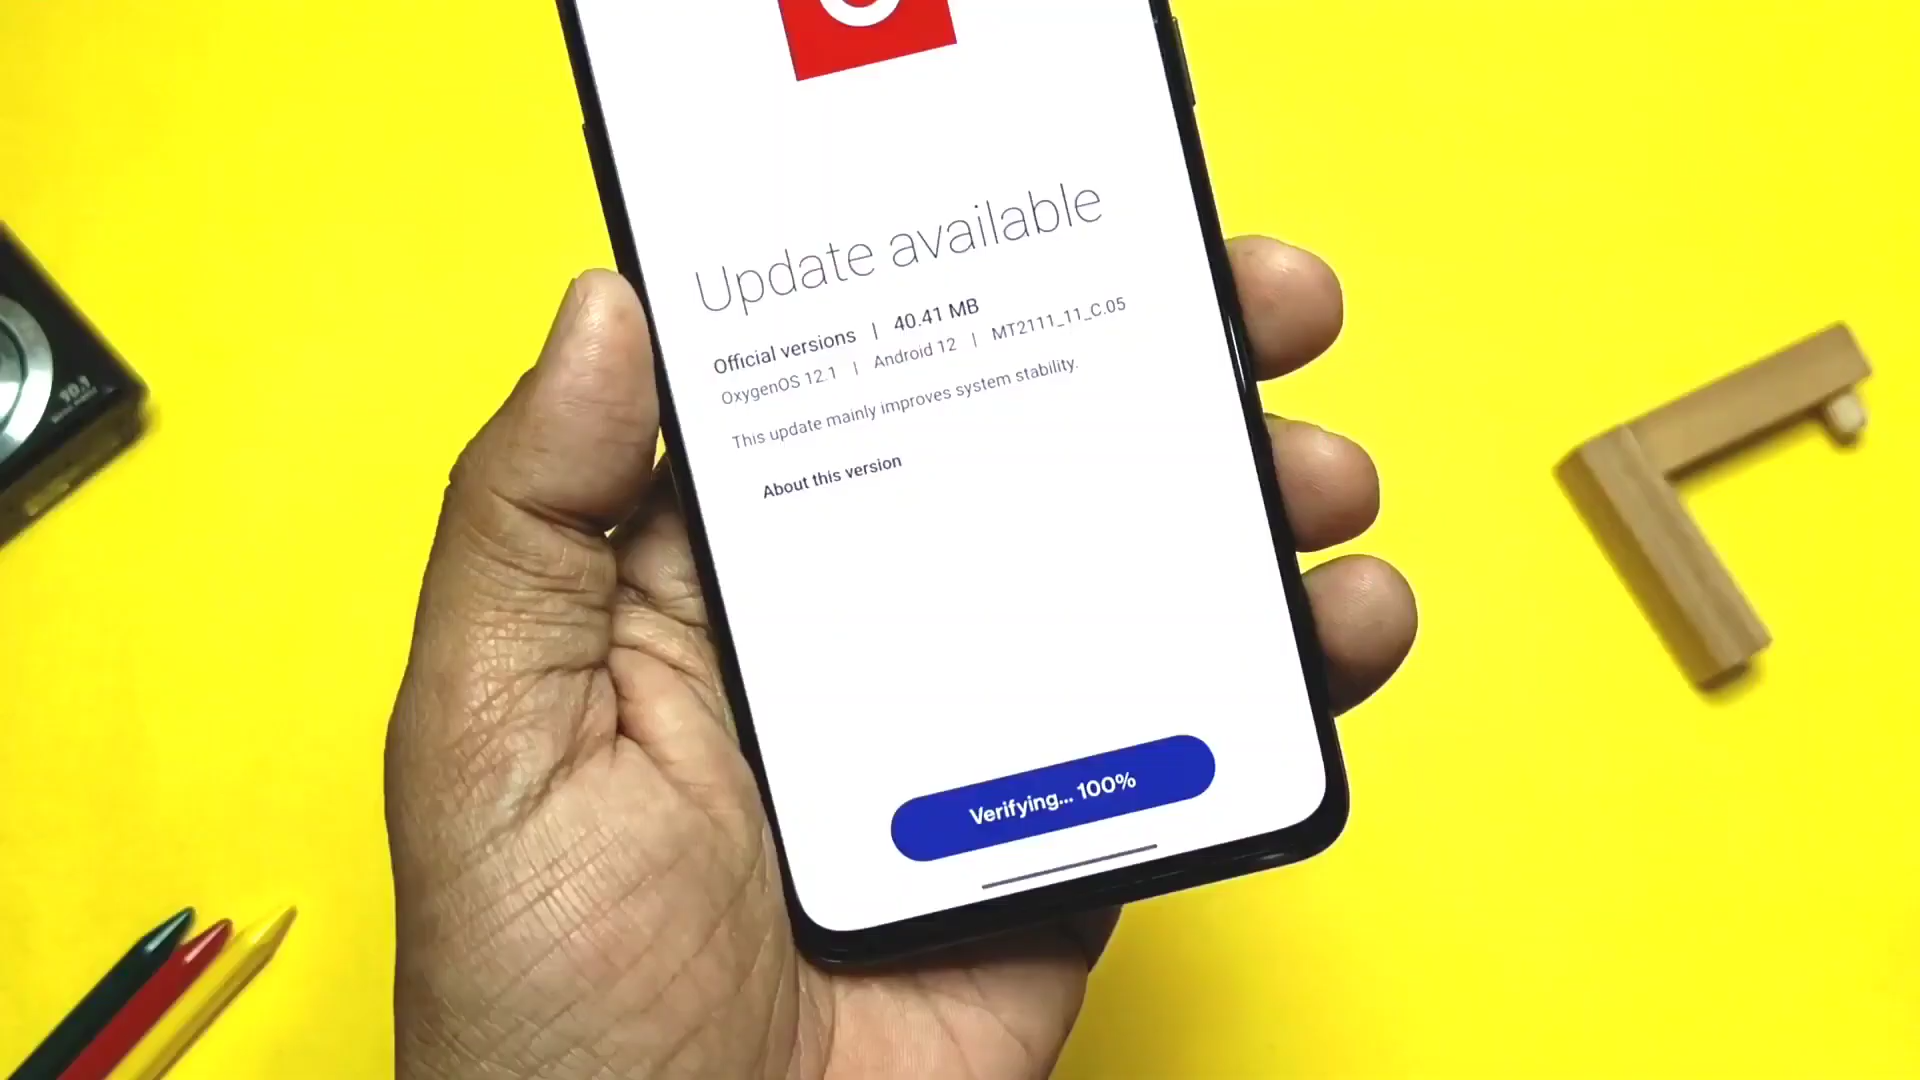 Update available
Official versions | 40.41 MB
OxygenOS 12.1 | Android 12 | MT2111_11_C.05
This update mainly improves system stability.
About this version
Verifying... 100%